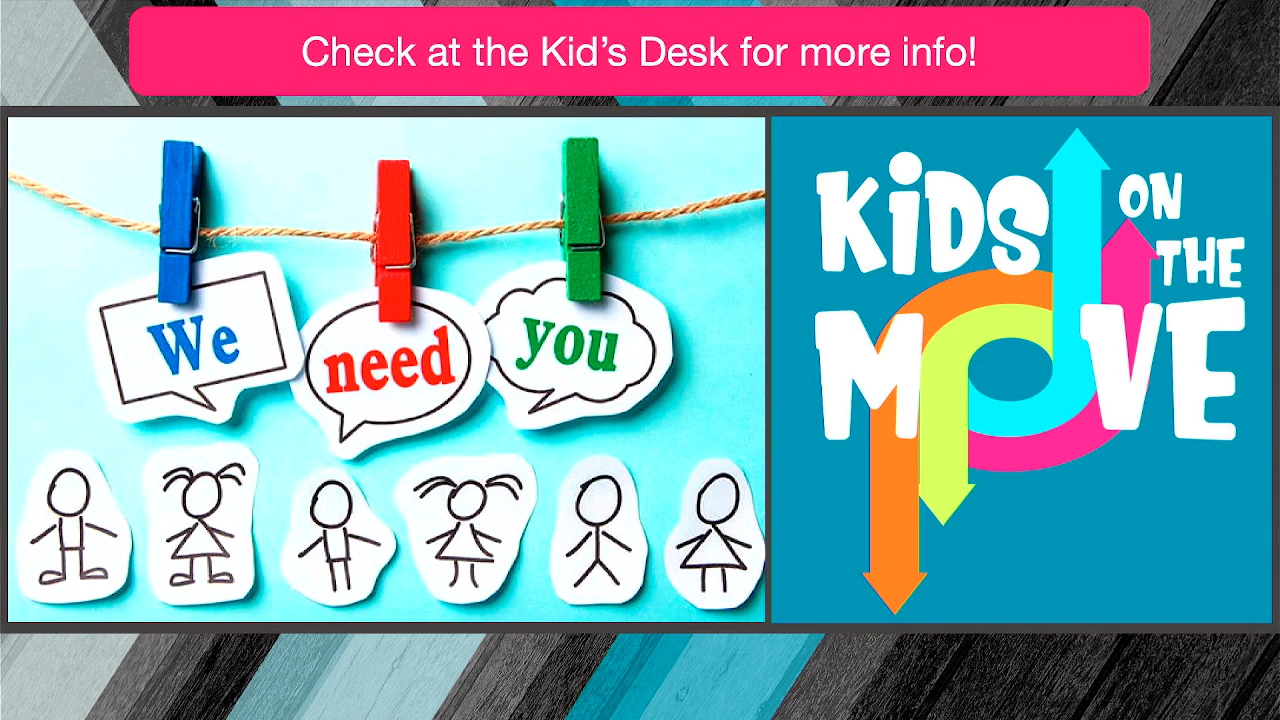 Check at the Kid’s Desk for more info!
We need you
KiDS ON
THE
MOVE